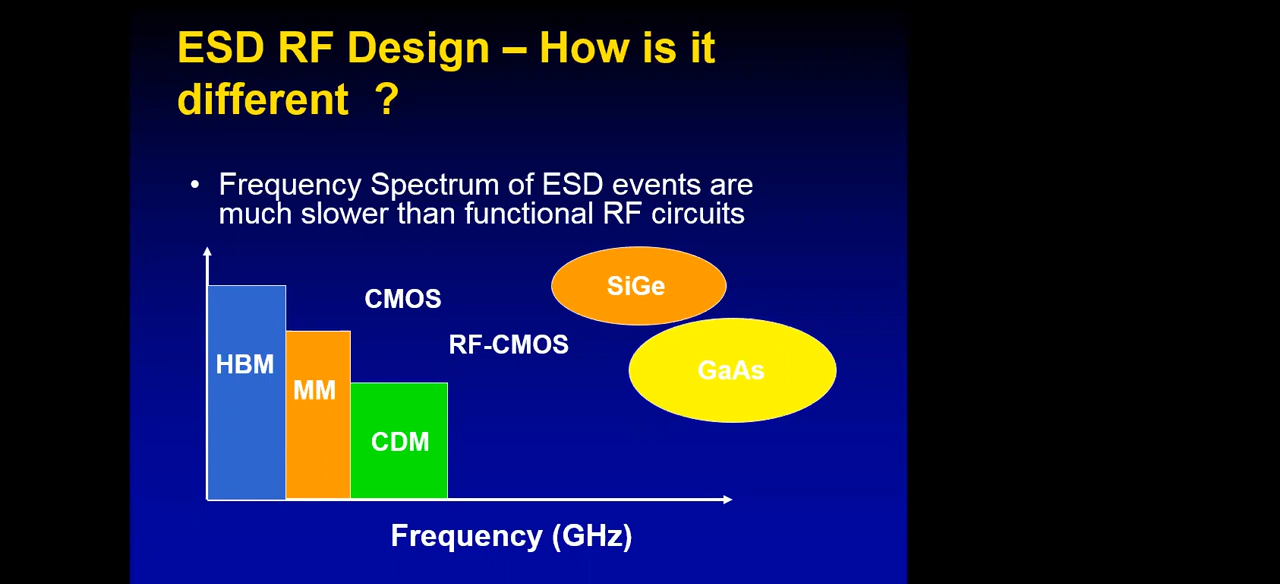 ESD RF Design – How is it
different ?
• Frequency Spectrum of ESD events are
much slower than functional RF circuits
SiGe
CMOS
RF-CMOS
HBM
GaAs
MM
CDM
Frequency (GHz)